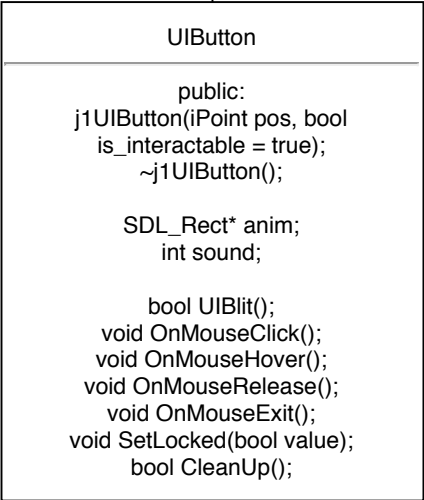 UIButton
public:
j1UIButton(iPoint pos, bool
is_interactable = true);
~j1UIButton();
SDL_Rect* anim;
int sound;
bool UIBlit();
void OnMouseClick();
void OnMouseHover();
void OnMouseRelease();
void OnMouseExit();
void SetLocked(bool value);
bool CleanUp();